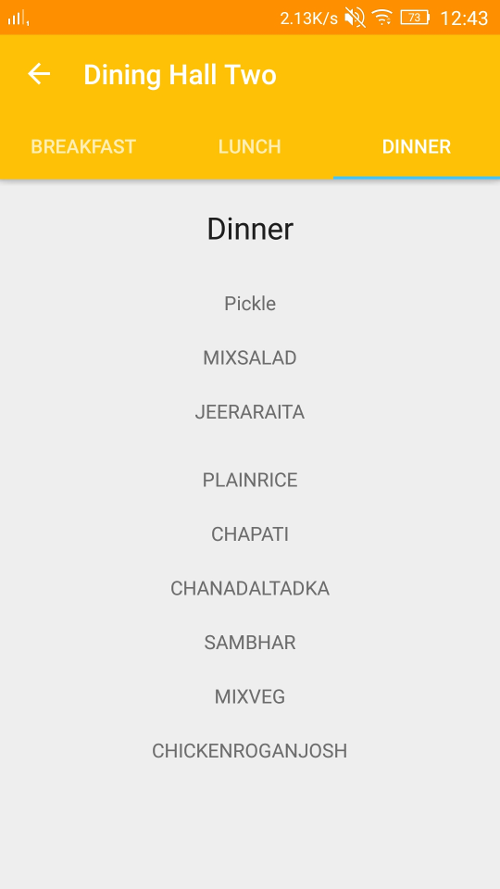 2.13K/s 73 12:43
Dining Hall Two
BREAKFAST LUNCH DINNER
Dinner
Pickle
MIXSALAD
JEERARAITA
PLAINRICE
CHAPATI
CHANADALTADKA
SAMBHAR
MIXVEG
CHICKENROGANJOSH